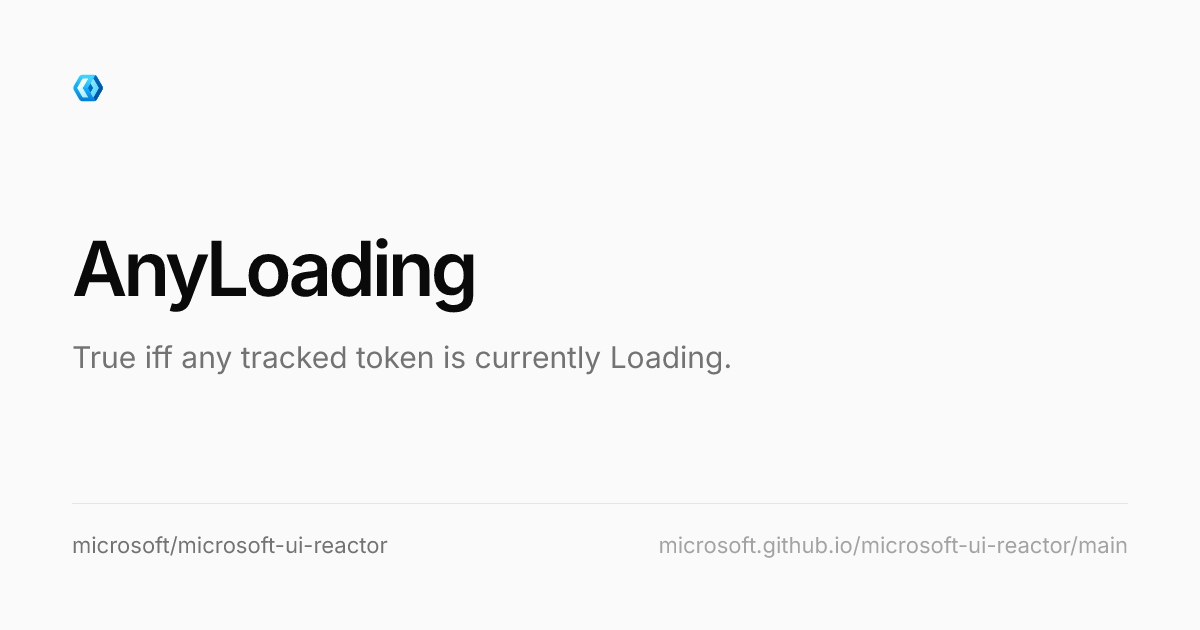 AnyLoading
True iff any tracked token is currently Loading.
microsoft/microsoft-ui-reactor
microsoft.github.io/microsoft-ui-reactor/main